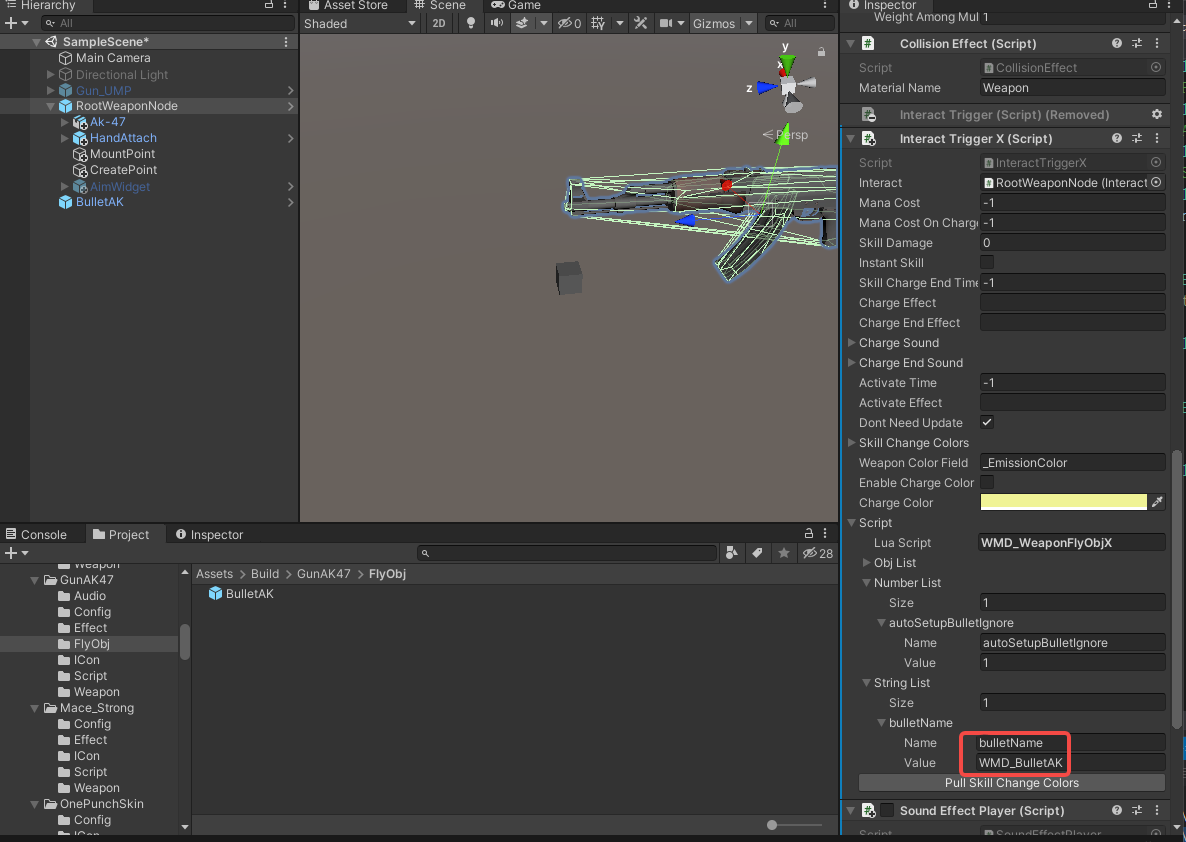 Hierarchy
All
SampleScene*
Main Camera
Directional Light
Gun_UMP
RootWeaponNode
Ak-47
HandAttach
MountPoint
CreatePoint
AimWidget
BulletAK
Asset Store
Scene
Game
Shaded
2D
0
Gizmos
All
y
x
z
Persp
Inspector
Weight Among Mul 1
Collision Effect (Script)
Script CollisionEffect
Material Name Weapon
Interact Trigger (Script) (Removed)
Interact Trigger X (Script)
Script InteractTriggerX
Interact RootWeaponNode (Interact
Mana Cost -1
Mana Cost On Charg -1
Skill Damage 0
Instant Skill
Skill Charge End Time -1
Charge Effect
Charge End Effect
Charge Sound
Charge End Sound
Activate Time -1
Activate Effect
Dont Need Update
Skill Change Colors
Weapon Color Field _EmissionColor
Enable Charge Color
Charge Color
Script
Lua Script WMD_WeaponFlyObjX
Obj List
Number List
Size 1
autoSetupBulletIgnore
Name autoSetupBulletIgnore
Value 1
String List
Size 1
bulletName
Name bulletName
Value WMD_BulletAK
Pull Skill Change Colors
Sound Effect Player (Script)
Script SoundEffectPlayer
Console
Project
Inspector
28
Weapon
GunAK47
Audio
Config
Effect
FlyObj
ICon
Script
Weapon
Mace_Strong
Config
Effect
ICon
Script
Weapon
OnePunchSkin
Config
ICon
Assets > Build > GunAK47 > FlyObj
BulletAK